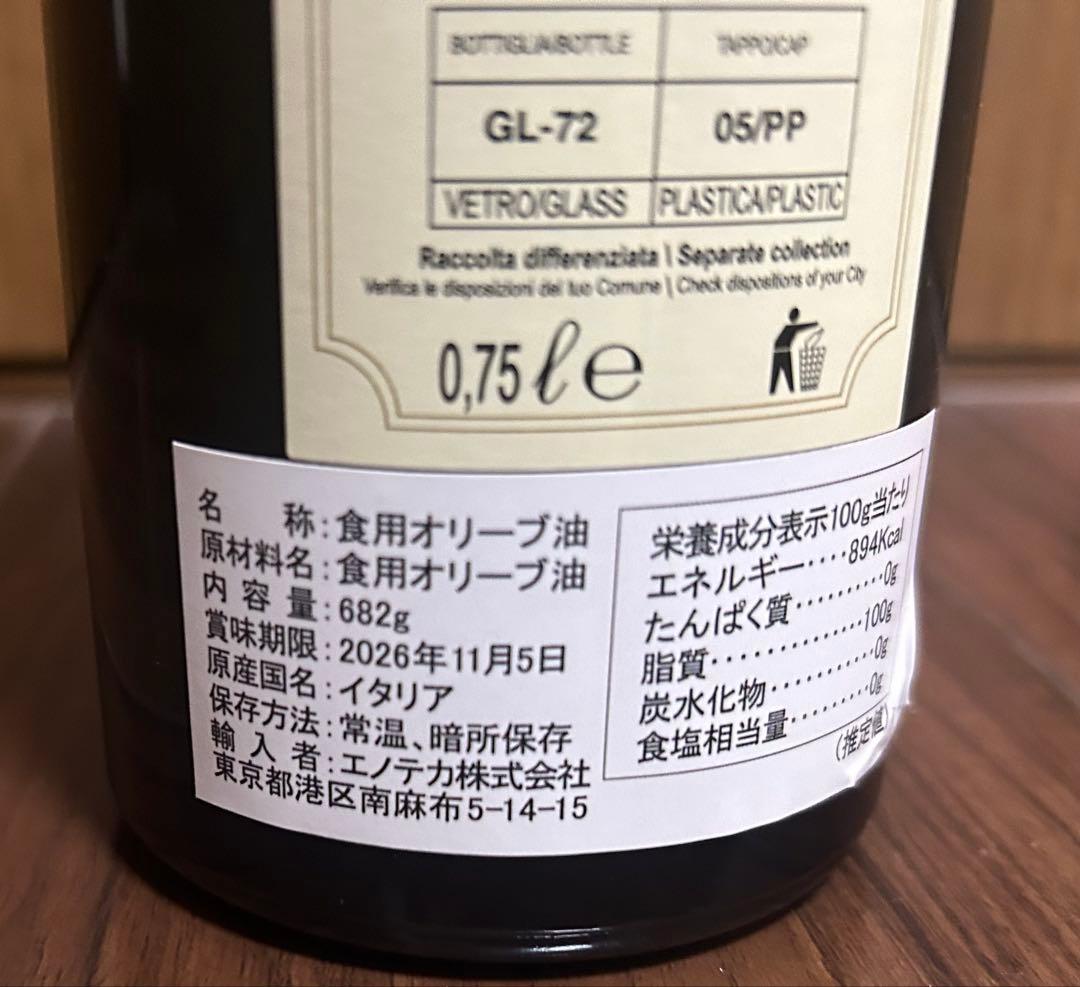 BOTTIGLIA/BOTTLE TAPPO/CAP
GL-72 05/PP
VETRO/GLASS PLASTICA/PLASTIC
Raccolta differenziata | Separate collection
Verifica le disposizioni del tuo Comune | Check dispositions of your City
0,75 ℓ ℮
名 称:食用オリーブ油
原材料名:食用オリーブ油
内 容 量:682g
賞味期限:2026年11月5日
原産国名:イタリア
保存方法:常温、暗所保存
輸 入 者:エノテカ株式会社
東京都港区南麻布5-14-15
栄養成分表示100g当たり
エネルギー····894Kcal
たんぱく質·········0g
脂質···············100g
炭水化物··········0g
食塩相当量········0g
(推定値)